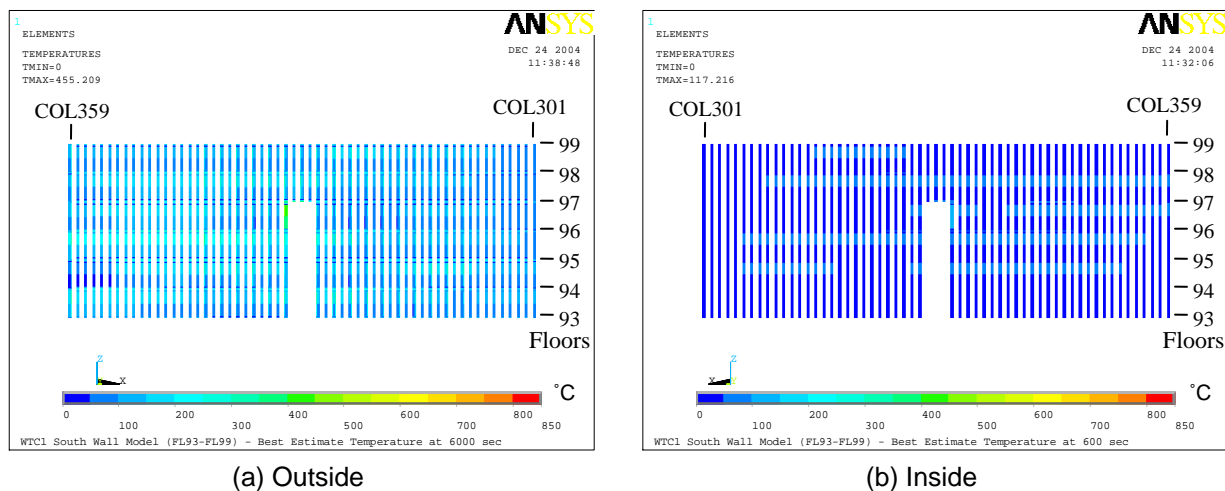 1
ELEMENTS
TEMPERATURES
TMIN=0
TMAX=455.209
ANSYS
DEC 24 2004
11:38:48
COL359
COL301
99
98
97
96
95
94
93
Floors
Z
X
°C
0 200 400 600 800
100 300 500 700 850
WTC1 South Wall Model (FL93-FL99) - Best Estimate Temperature at 6000 sec
(a) Outside
1
ELEMENTS
TEMPERATURES
TMIN=0
TMAX=117.216
ANSYS
DEC 24 2004
11:32:06
COL301
COL359
99
98
97
96
95
94
93
Floors
Z
X
°C
0 200 400 600 800
100 300 500 700 850
WTC1 South Wall Model (FL93-FL99) - Best Estimate Temperature at 600 sec
(b) Inside